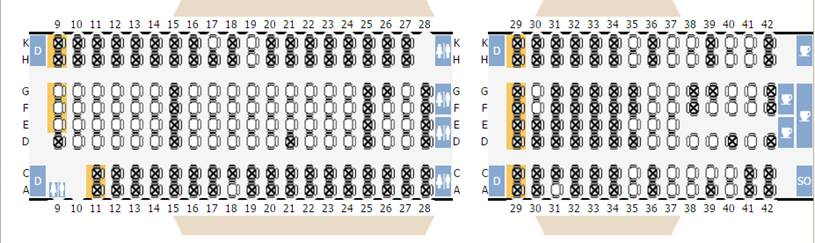 9 10 11 12 13 14 15 16 17 18 19 20 21 22 23 24 25 26 27 28 29 30 31 32 33 34 35 36 37 38 39 40 41 42
K D K K D
H H H
G G G
F F F
E E E
D D D
C D C C D SO
A A A
9 10 11 12 13 14 15 16 17 18 19 20 21 22 23 24 25 26 27 28 29 30 31 32 33 34 35 36 37 38 39 40 41 42